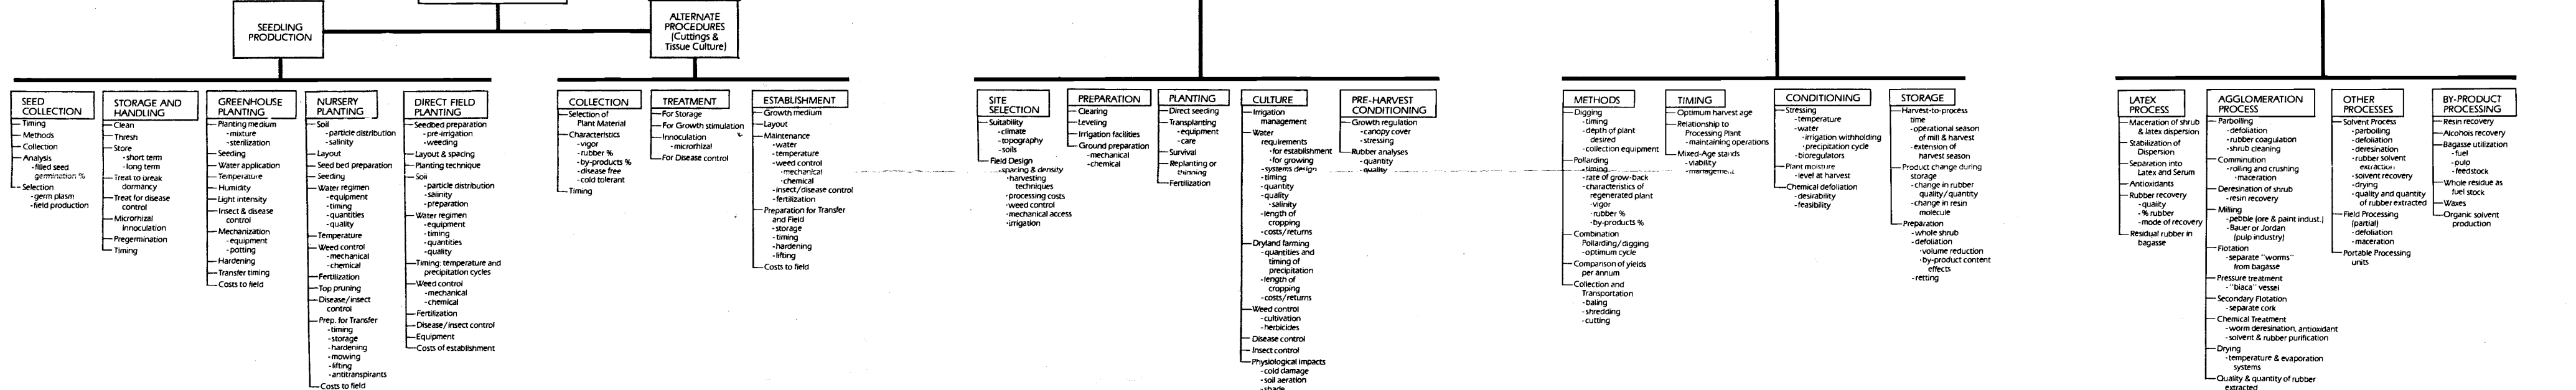 SEEDLING
PRODUCTION
ALTERNATE
PROCEDURES
(Cuttings &
Tissue Culture)
SEED
COLLECTION
Timing
Methods
Collection
Analysis
-filled seed
germination %
Selection
-germ plasm
-field production
STORAGE AND
HANDLING
Clean
Thresh
Store
-short term
-long term
Treat to break
dormancy
Treat for disease
control
Microrhizal
innoculation
Pregermination
Timing
GREENHOUSE
PLANTING
Planting medium
-mixture
-sterilization
Seeding
Water application
Temperature
Humidity
Light intensity
Insect & disease
control
Mechanization
-equipment
-potting
Hardening
Transfer timing
Costs to field
NURSERY
PLANTING
Soil
-particle distribution
-salinity
Layout
Seed bed preparation
Seeding
Water regimen
-equipment
-timing
-quantities
-quality
Temperature
Weed control
-mechanical
-chemical
Fertilization
Top pruning
Disease/insect
control
Prep. for Transfer
-timing
-storage
-hardening
-mowing
-lifting
-antitranspirants
Costs to field
DIRECT FIELD
PLANTING
Seedbed preparation
-pre-irrigation
-weeding
Layout & spacing
Planting technique
Soil
-particle distribution
-salinity
-preparation
Water regimen
-equipment
-timing
-quantities
-quality
Timing: temperature and
precipitation cycles
Weed control
-mechanical
-chemical
Fertilization
Disease/insect control
Equipment
Costs of establishment
COLLECTION
Selection of
Plant Material
Characteristics
-vigor
-rubber %
-by-products %
-disease free
-cold tolerant
Timing
TREATMENT
For Storage
For Growth stimulation
Innoculation
-microrhizal
For Disease control
ESTABLISHMENT
Growth medium
Layout
Maintenance
-water
-temperature
-weed control
-mechanical
-chemical
-insect/disease control
-fertilization
Preparation for Transfer
and Field
-storage
-timing
-hardening
-lifting
Costs to field
SITE
SELECTION
Suitability
-climate
-topography
-soils
Field Design
-spacing & density
-harvesting
techniques
-processing costs
-weed control
-mechanical access
-irrigation
PREPARATION
Clearing
Leveling
Irrigation facilities
Ground preparation
-mechanical
-chemical
PLANTING
Direct seeding
Transplanting
-equipment
-care
Survival
Replanting or
thinning
Fertilization
CULTURE
Irrigation
management
Water
requirements
-for establishment
-for growing
-systems design
-timing
-quantity
-quality
-salinity
-length of
cropping
-costs/returns
Dryland farming
-quantities and
timing of
precipitation
-length of
cropping
-costs/returns
Weed control
-cultivation
-herbicides
Disease control
Insect control
Physiological impacts
-cold damage
-soil aeration
-shade
PRE-HARVEST
CONDITIONING
Growth regulation
-canopy cover
-stressing
Rubber analyses
-quantity
-quality
METHODS
Digging
-timing
-depth of plant
desired
-collection equipment
Pollarding
-timing
-rate of grow-back
-characteristics of
regenerated plant
-vigor
-rubber %
-by-products %
Combination
Pollarding/digging
-optimum cycle
Comparison of yields
per annum
Collection and
Transportation
-baling
-shredding
-cutting
TIMING
Optimum harvest age
Relationship to
Processing Plant
-maintaining operations
Mixed-Age stands
-viability
-management
CONDITIONING
Stressing
-temperature
-water
-irrigation withholding
-precipitation cycle
-bioregulators
Plant moisture
-level at harvest
Chemical defoliation
-desirability
-feasibility
STORAGE
Harvest-to-process
time
-operational season
of mill & harvest
-extension of
harvest season
Product change during
storage
-change in rubber
quality/quantity
-change in resin
molecule
Preparation
-whole shrub
-defoliation
-volume reduction
-by-product content
effects
-retting
LATEX
PROCESS
Maceration of shrub
& latex dispersion
Stabilization of
Dispersion
Separation into
Latex and Serum
Antioxidants
Rubber recovery
-quality
-% rubber
-mode of recovery
Residual rubber in
bagasse
AGGLOMERATION
PROCESS
Parboiling
-defoliation
-rubber coagulation
-shrub cleaning
Comminution
-rolling and crushing
-maceration
Deresination of shrub
-resin recovery
Milling
-pebble (ore & paint indust.)
-Bauer or Jordan
(pulp industry)
Flotation
-separate "worms"
from bagasse
Pressure treatment
-"blaca" vessel
Secondary Flotation
-separate cork
Chemical Treatment
-worm deresination, antioxidant
-solvent & rubber purification
Drying
-temperature & evaporation
systems
Quality & quantity of rubber
extracted
OTHER
PROCESSES
Solvent Process
-parboiling
-defoliation
-deresination
-rubber solvent
extraction
-solvent recovery
-drying
-quality and quantity
of rubber extracted
Field Processing
(partial)
-defoliation
-maceration
Portable Processing
units
BY-PRODUCT
PROCESSING
Resin recovery
Alcohols recovery
Bagasse utilization
-fuel
-pulp
-feedstock
Whole residue as
fuel stock
Waxes
Organic solvent
production